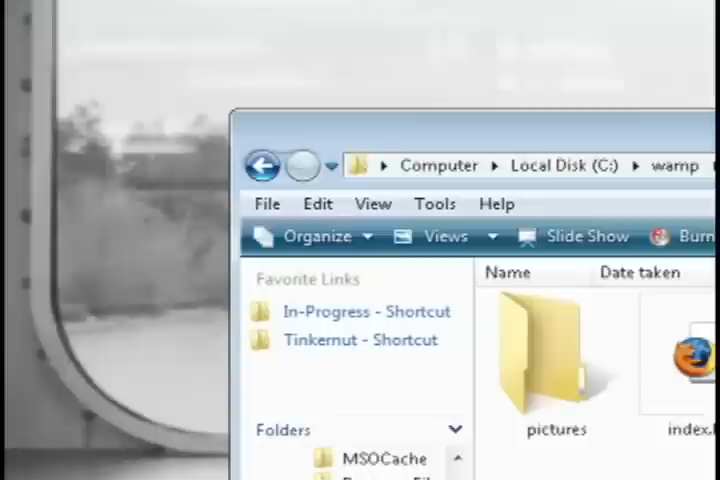 Computer Local Disk (C:) wamp
File Edit View Tools Help
Organize Views Slide Show Burn
Favorite Links
Name Date taken
In-Progress - Shortcut
Tinkernut - Shortcut
pictures
index.
Folders
MSOCache